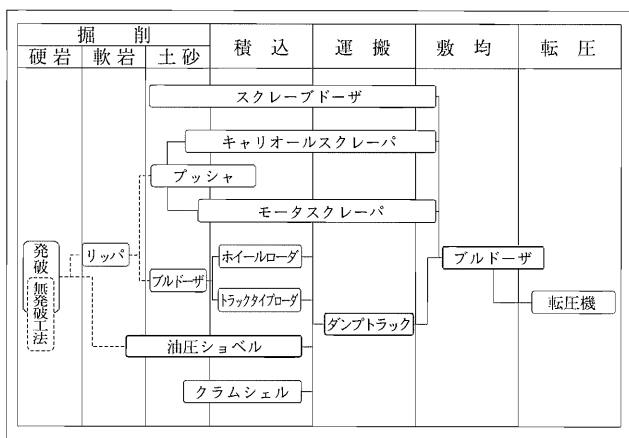 掘 削
硬岩 軟岩 土砂 積 込 運 搬 敷 均 転 圧
スクレーブドーザ
キャリオールスクレーパ
プッシャ
モータスクレーパ
発破
リッパ
ホイールローダ
ブルドーザ
ブルドーザ
無発破工法
トラックタイプローダ
転圧機
ダンプトラック
油圧ショベル
クラムシェル